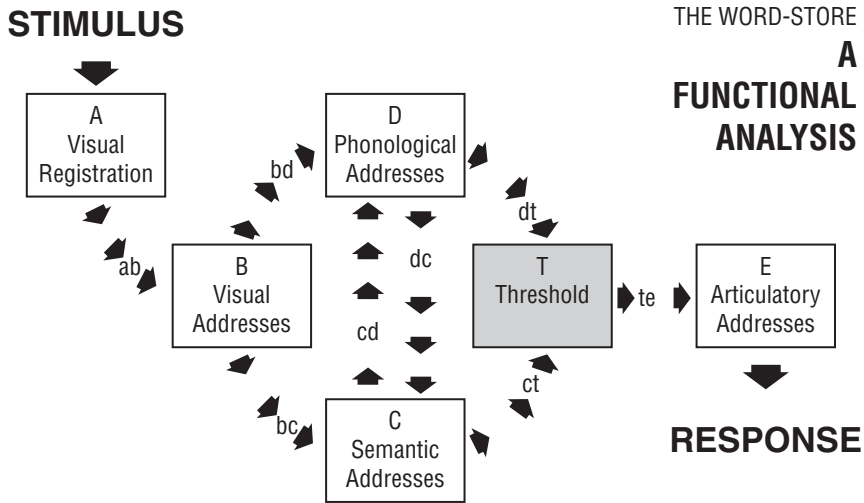 STIMULUS
THE WORD-STORE
A
FUNCTIONAL
ANALYSIS
A
Visual
Registration
D
Phonological
Addresses
bd
dt
ab
B
Visual
Addresses
dc
cd
T
Threshold
te
E
Articulatory
Addresses
bc
ct
C
Semantic
Addresses
RESPONSE